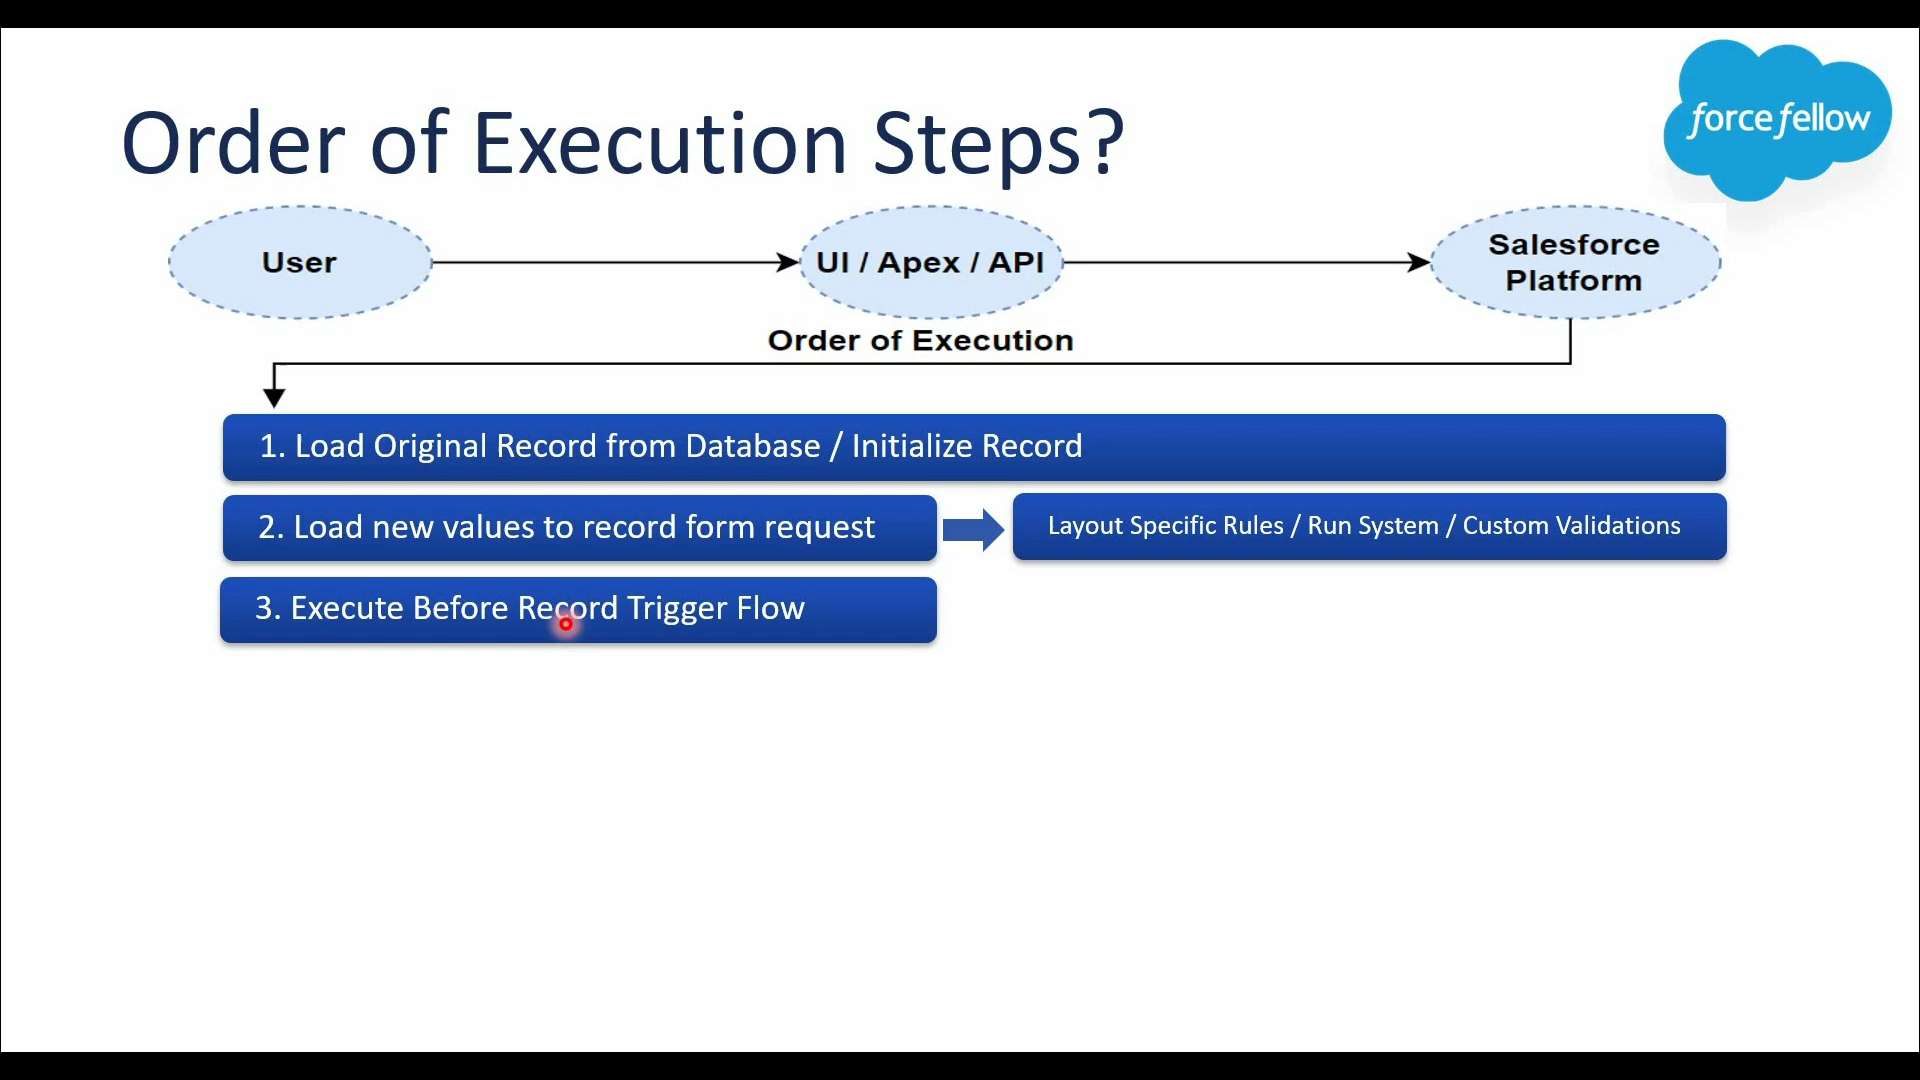 force fellow
Order of Execution Steps?
User
UI / Apex / API
Salesforce
Platform
Order of Execution
1. Load Original Record from Database / Initialize Record
2. Load new values to record form request
Layout Specific Rules / Run System / Custom Validations
3. Execute Before Record Trigger Flow